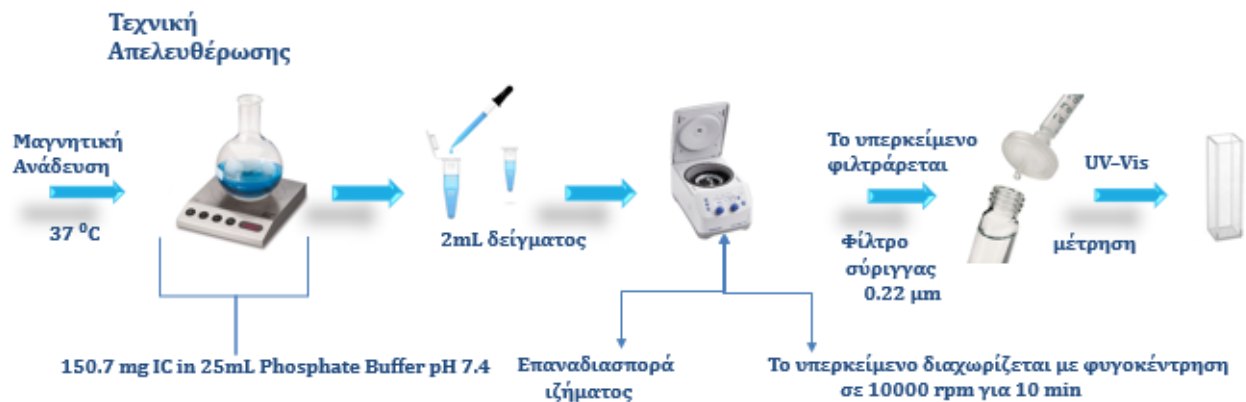 Τεχνική
Απελευθέρωσης
Μαγνητική
Ανάδευση
37 ⁰C
2mL δείγματος
Το υπερκείμενο
φιλτράρεται
Φίλτρο
σύριγγας
0.22 μm
UV–Vis
μέτρηση
150.7 mg IC in 25mL Phosphate Buffer pH 7.4
Επαναδιασπορά
ιζήματος
Το υπερκείμενο διαχωρίζεται με φυγοκέντρηση
σε 10000 rpm για 10 min